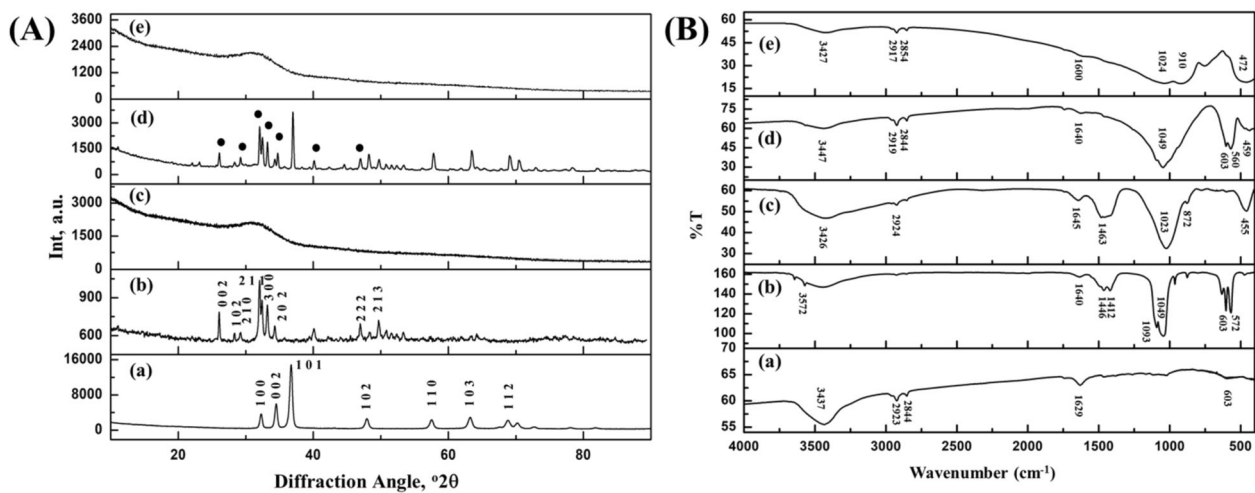 (A)
3600
2400
1200
0
(e)
3000
1500
0
(d)
3000
1500
0
(c)
900
600
(b)
0 0 2
1 0 2
2 1 0
2 1 1
3 0 0
2 0 2
2 2 2
2 1 3
16000
8000
0
(a)
1 0 0
0 0 2
1 0 1
1 0 2
1 1 0
1 0 3
1 1 2
Int, a.u.
20
40
60
80
Diffraction Angle, °2θ
(B)
60
45
30
15
(e)
3427
2917
2854
1600
1024
910
472
75
60
45
30
(d)
3447
2919
2844
1640
1049
603
560
459
60
50
40
30
(c)
3426
2924
1645
1463
1023
872
455
160
130
100
70
(b)
3572
1640
1446
1412
1093
1049
603
572
65
60
55
(a)
3437
2923
2844
1629
603
%T
4000
3500
3000
2500
2000
1500
1000
500
Wavenumber (cm-1)